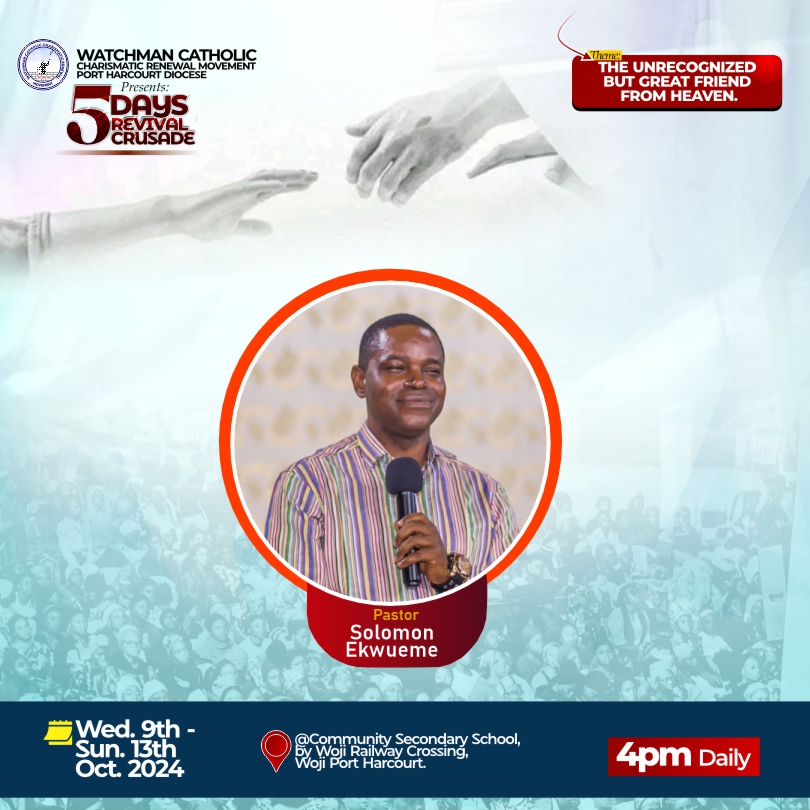 WATCHMAN CATHOLIC
CHARISMATIC RENEWAL MOVEMENT
PORT HARCOURT DIOCESE
Presents:
5 DAYS
REVIVAL
CRUSADE
Theme:
THE UNRECOGNIZED
BUT GREAT FRIEND
FROM HEAVEN.
Pastor
Solomon
Ekwueme
Wed. 9th -
Sun. 13th
Oct. 2024
@Community Secondary School,
by Woji Railway Crossing,
Woji Port Harcourt.
4pm Daily